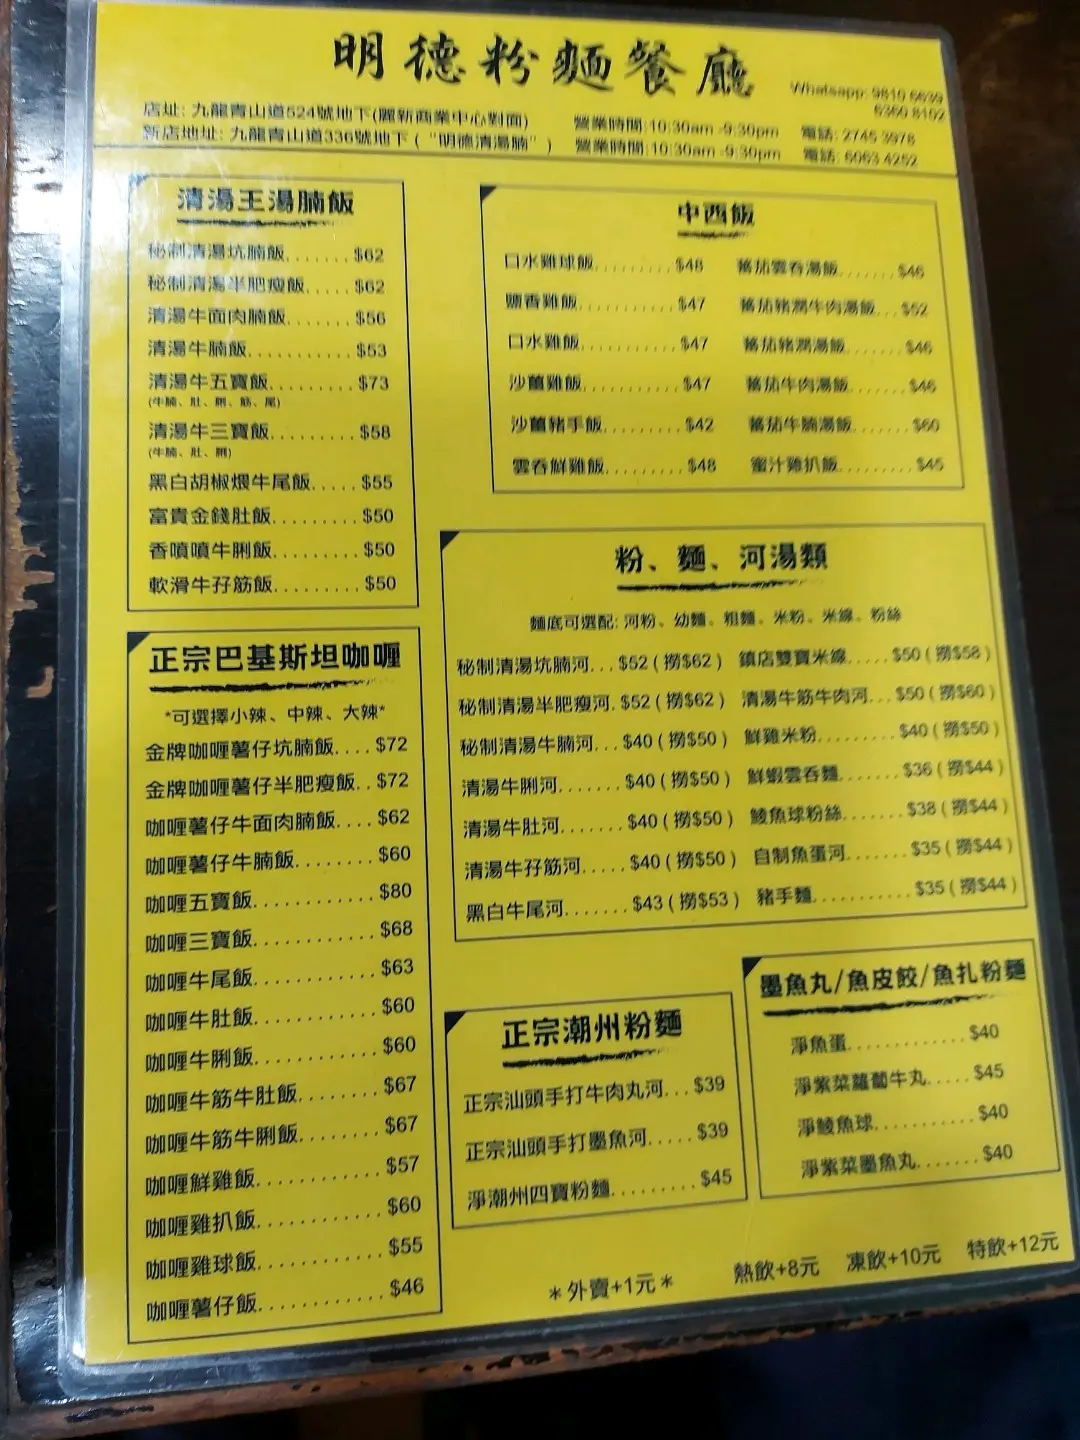 明德粉麵餐廳
Whatsapp: 9810 6639
6360 8102
店址: 九龍青山道524號地下(麗新商業中心對面) 營業時間:10:30am -9:30pm 電話: 2745 3978
新店地址: 九龍青山道336號地下 ("明德清湯腩") 營業時間:10:30am -9:30pm 電話: 6063 4252
清湯王湯腩飯
秘制清湯坑腩飯.......$62
秘制清湯半肥瘦飯.....$62
清湯牛面肉腩飯.......$56
清湯牛腩飯...........$53
清湯牛五寶飯.........$73
(牛腩、肚、脷、筋、尾)
清湯牛三寶飯.........$58
(牛腩、肚、脷)
黑白胡椒煨牛尾飯.....$55
富貴金錢肚飯.........$50
香噴噴牛脷飯.........$50
軟滑牛孖筋飯.........$50
中西飯
口水雞球飯.........$48
鹽香雞飯..........$47
口水雞飯..........$47
沙薑雞飯..........$47
沙薑豬手飯.........$42
雲吞鮮雞飯.........$48
蕃茄雲吞湯飯.......$46
蕃茄豬潤牛肉湯飯...$52
蕃茄豬潤湯飯.......$46
蕃茄牛肉湯飯.......$46
蕃茄牛腩湯飯.......$60
蜜汁雞扒飯.........$45
正宗巴基斯坦咖喱
*可選擇小辣、中辣、大辣*
金牌咖喱薯仔坑腩飯....$72
金牌咖喱薯仔半肥瘦飯..$72
咖喱薯仔牛面肉腩飯....$62
咖喱薯仔牛腩飯........$60
咖喱五寶飯............$80
咖喱三寶飯............$68
咖喱牛尾飯............$63
咖喱牛肚飯............$60
咖喱牛脷飯............$60
咖喱牛筋牛肚飯........$67
咖喱牛筋牛脷飯........$67
咖喱鮮雞飯............$57
咖喱雞扒飯............$60
咖喱雞球飯............$55
咖喱薯仔飯............$46
粉、麵、河湯類
麵底可選配: 河粉、幼麵、粗麵、米粉、米線、粉絲
秘制清湯坑腩河...$52 (撈$62)
秘制清湯半肥瘦河.$52 (撈$62)
秘制清湯牛腩河...$40 (撈$50)
清湯牛脷河.......$40 (撈$50)
清湯牛肚河.......$40 (撈$50)
清湯牛孖筋河.....$40 (撈$50)
黑白牛尾河.......$43 (撈$53)
鎮店雙寶米線.....$50 (撈$58)
清湯牛筋牛肉河...$50 (撈$60)
鮮雞米粉.........$40 (撈$50)
鮮蝦雲吞麵.......$36 (撈$44)
鯪魚球粉絲.......$38 (撈$44)
自制魚蛋河.......$35 (撈$44)
豬手麵...........$35 (撈$44)
正宗潮州粉麵
正宗汕頭手打牛肉丸河...$39
正宗汕頭手打墨魚河.....$39
淨潮州四寶粉麵.........$45
墨魚丸/魚皮餃/魚扎粉麵
淨魚蛋............$40
淨紫菜蘿蔔牛丸.....$45
淨鯪魚球...........$40
淨紫菜墨魚丸.......$40
*外賣+1元* 熱飲+8元 凍飲+10元 特飲+12元